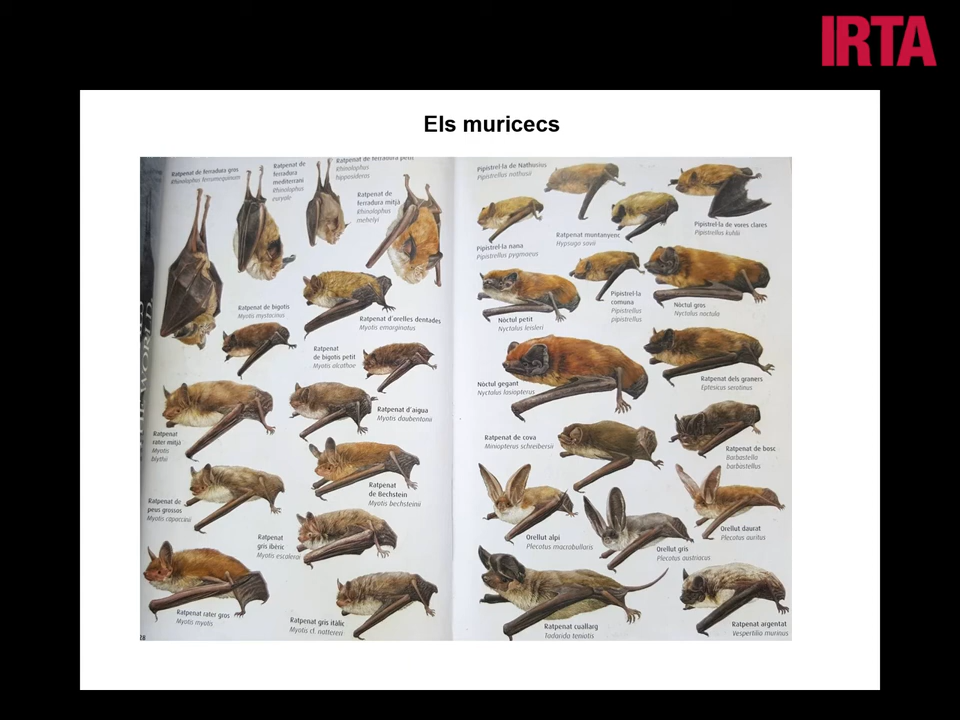 IRTA
Els muricecs
Ratpenat de ferradura gros
Rhinolophus ferrumequinum
Ratpenat de
ferradura
mediterrani
Rhinolophus
euryale
Ratpenat de ferradura petit
Rhinolophus
hipposideros
Ratpenat de
ferradura mitjà
Rhinolophus
mehelyi
Ratpenat de bigotis
Myotis mystacinus
Ratpenat d'orelles dentades
Myotis emarginatus
Ratpenat
de bigotis petit
Myotis alcathoe
Ratpenat d'aigua
Myotis daubentonii
Ratpenat
rater mitjà
Myotis
blythii
Ratpenat
de Bechstein
Myotis bechsteinii
Ratpenat de
peus grossos
Myotis capaccinii
Ratpenat
gris ibèric
Myotis escalerai
Ratpenat rater gros
Myotis myotis
Ratpenat gris itàlic
Myotis cf. nattereri
Pipistrel·la de Nathusius
Pipistrellus nathusii
Pipistrel·la nana
Pipistrellus pygmaeus
Ratpenat muntanyenc
Hypsugo savii
Pipistrel·la de vores clares
Pipistrellus kuhlii
Nòctul petit
Nyctalus leisleri
Pipistrel·la
comuna
Pipistrellus
pipistrellus
Nòctul gros
Nyctalus noctula
Nòctul gegant
Nyctalus lasiopterus
Ratpenat dels graners
Eptesicus serotinus
Ratpenat de cova
Miniopterus schreibersii
Ratpenat de bosc
Barbastella
barbastellus
Orellut alpí
Plecotus macrobullaris
Orellut gris
Plecotus austriacus
Orellut daurat
Plecotus auritus
Ratpenat cuallarg
Tadarida teniotis
Ratpenat argentat
Vespertilio murinus